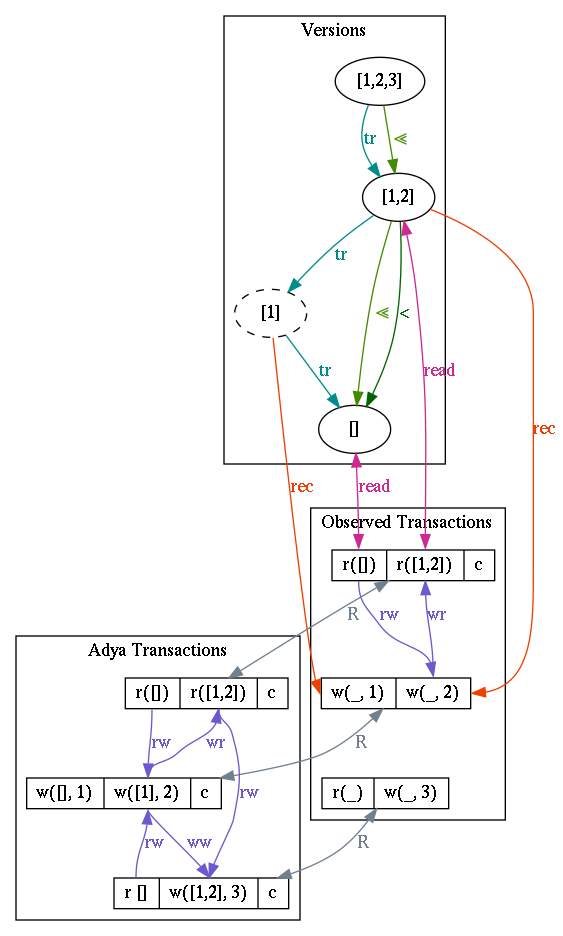 Versions
[1,2,3]
tr ⋘
[1,2]
tr
[1] ⋘ <
tr read
[]
rec
rec read
Observed Transactions
r([]) r([1,2]) c
R rw wr
Adya Transactions
r([]) r([1,2]) c w(_, 1) w(_, 2)
rw wr R
w([], 1) w([1], 2) c rw r(_) w(_, 3)
rw ww R
r [] w([1,2], 3) c